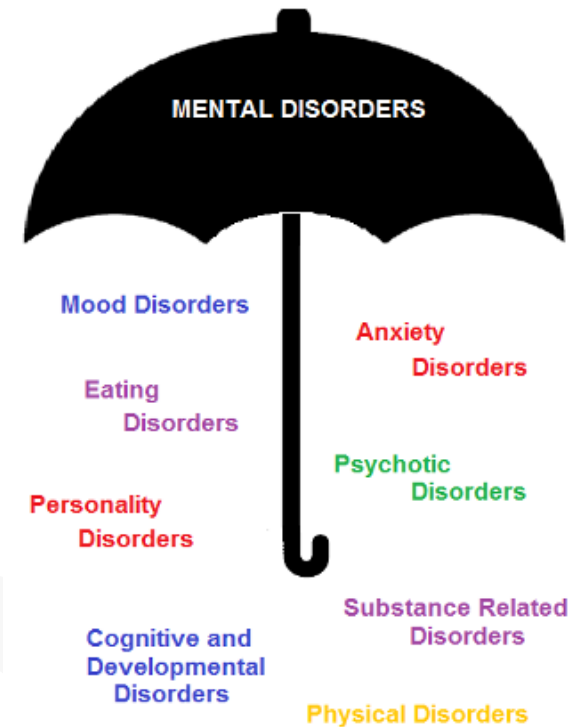 MENTAL DISORDERS
Mood Disorders
Anxiety
Disorders
Eating
Disorders
Psychotic
Disorders
Personality
Disorders
Substance Related
Disorders
Cognitive and
Developmental
Disorders
Physical Disorders